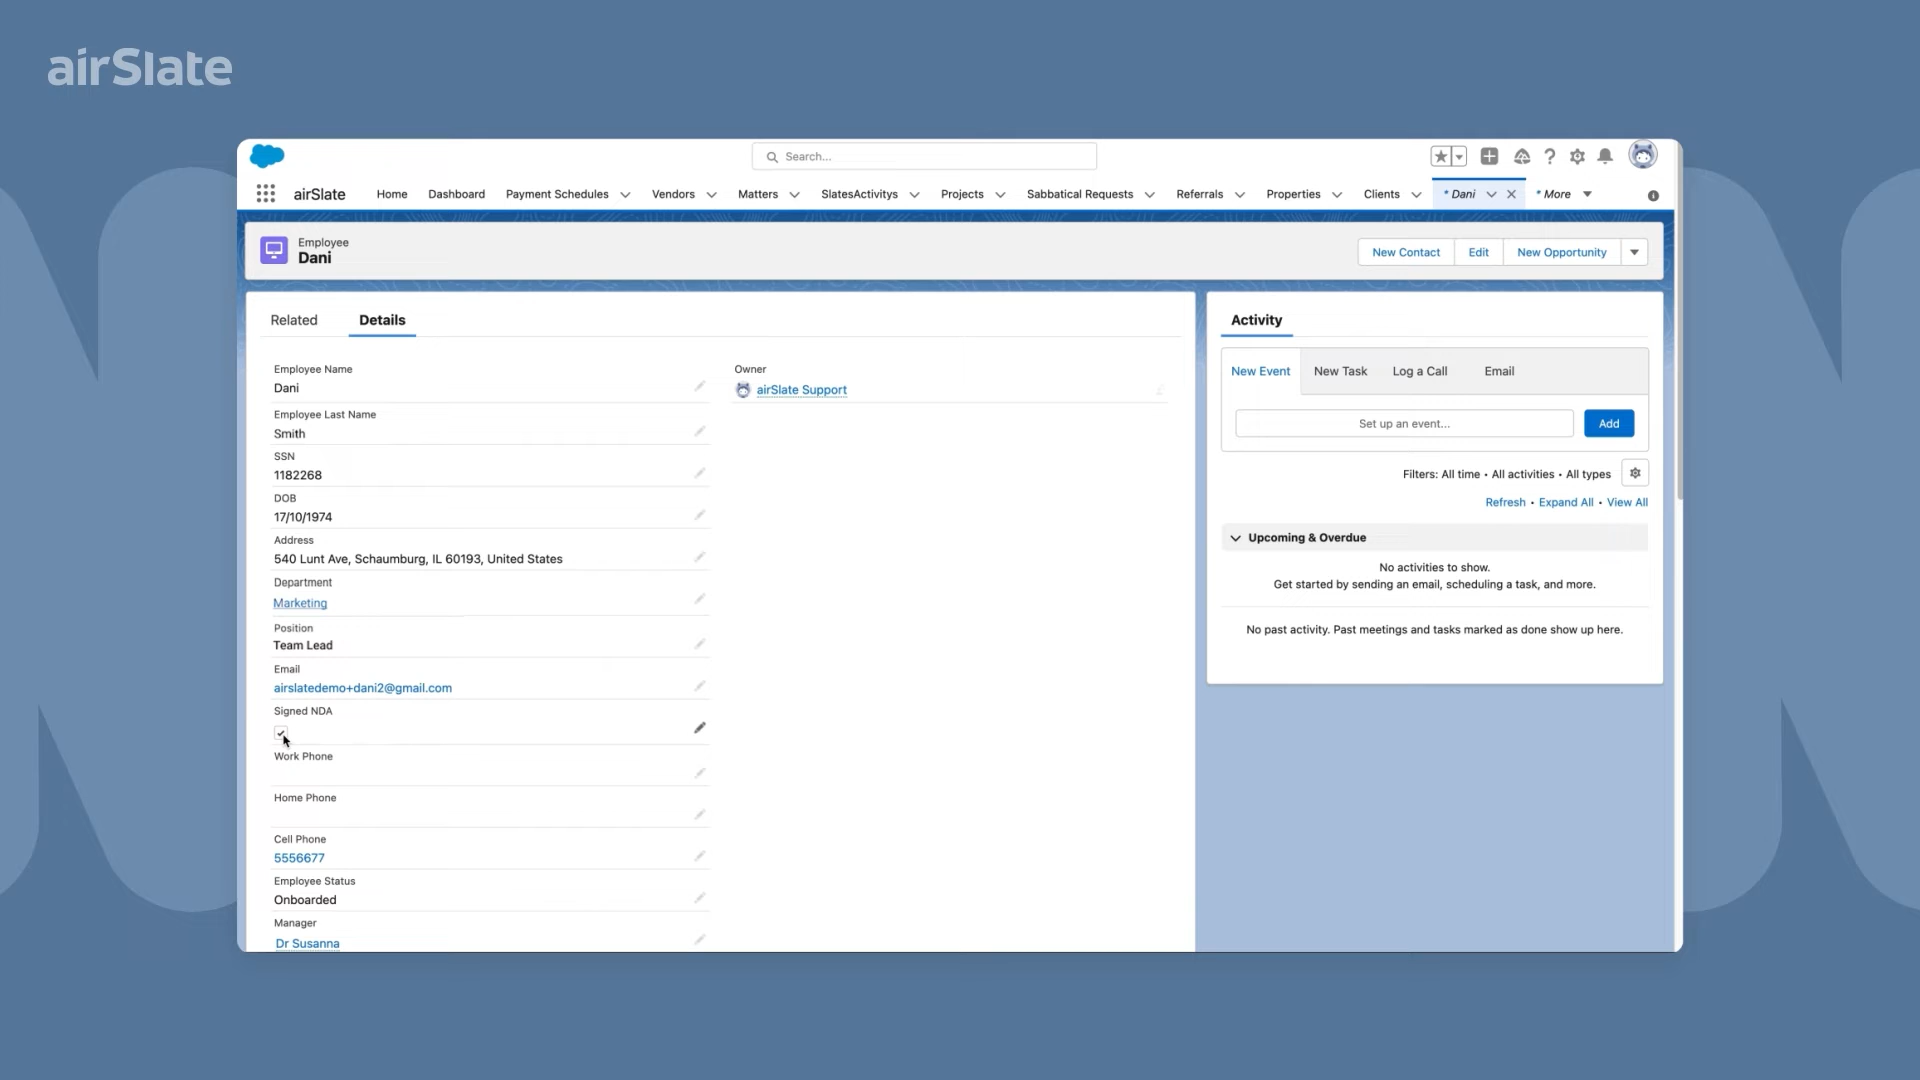 airSlate
Search...
airSlate
Home
Dashboard
Payment Schedules
Vendors
Matters
SlatesActivitys
Projects
Sabbatical Requests
Referrals
Properties
Clients
* Dani
* More
Employee
Dani
New Contact
Edit
New Opportunity
Related
Details
Employee Name
Dani
Employee Last Name
Smith
SSN
1182268
DOB
17/10/1974
Address
540 Lunt Ave, Schaumburg, IL 60193, United States
Department
Marketing
Position
Team Lead
Email
airslatedemo+dani2@gmail.com
Signed NDA
Work Phone
Home Phone
Cell Phone
5556677
Employee Status
Onboarded
Manager
Dr Susanna
Owner
airSlate Support
Activity
New Event
New Task
Log a Call
Email
Set up an event...
Add
Filters: All time • All activities • All types
Refresh • Expand All • View All
Upcoming & Overdue
No activities to show.
Get started by sending an email, scheduling a task, and more.
No past activity. Past meetings and tasks marked as done show up here.